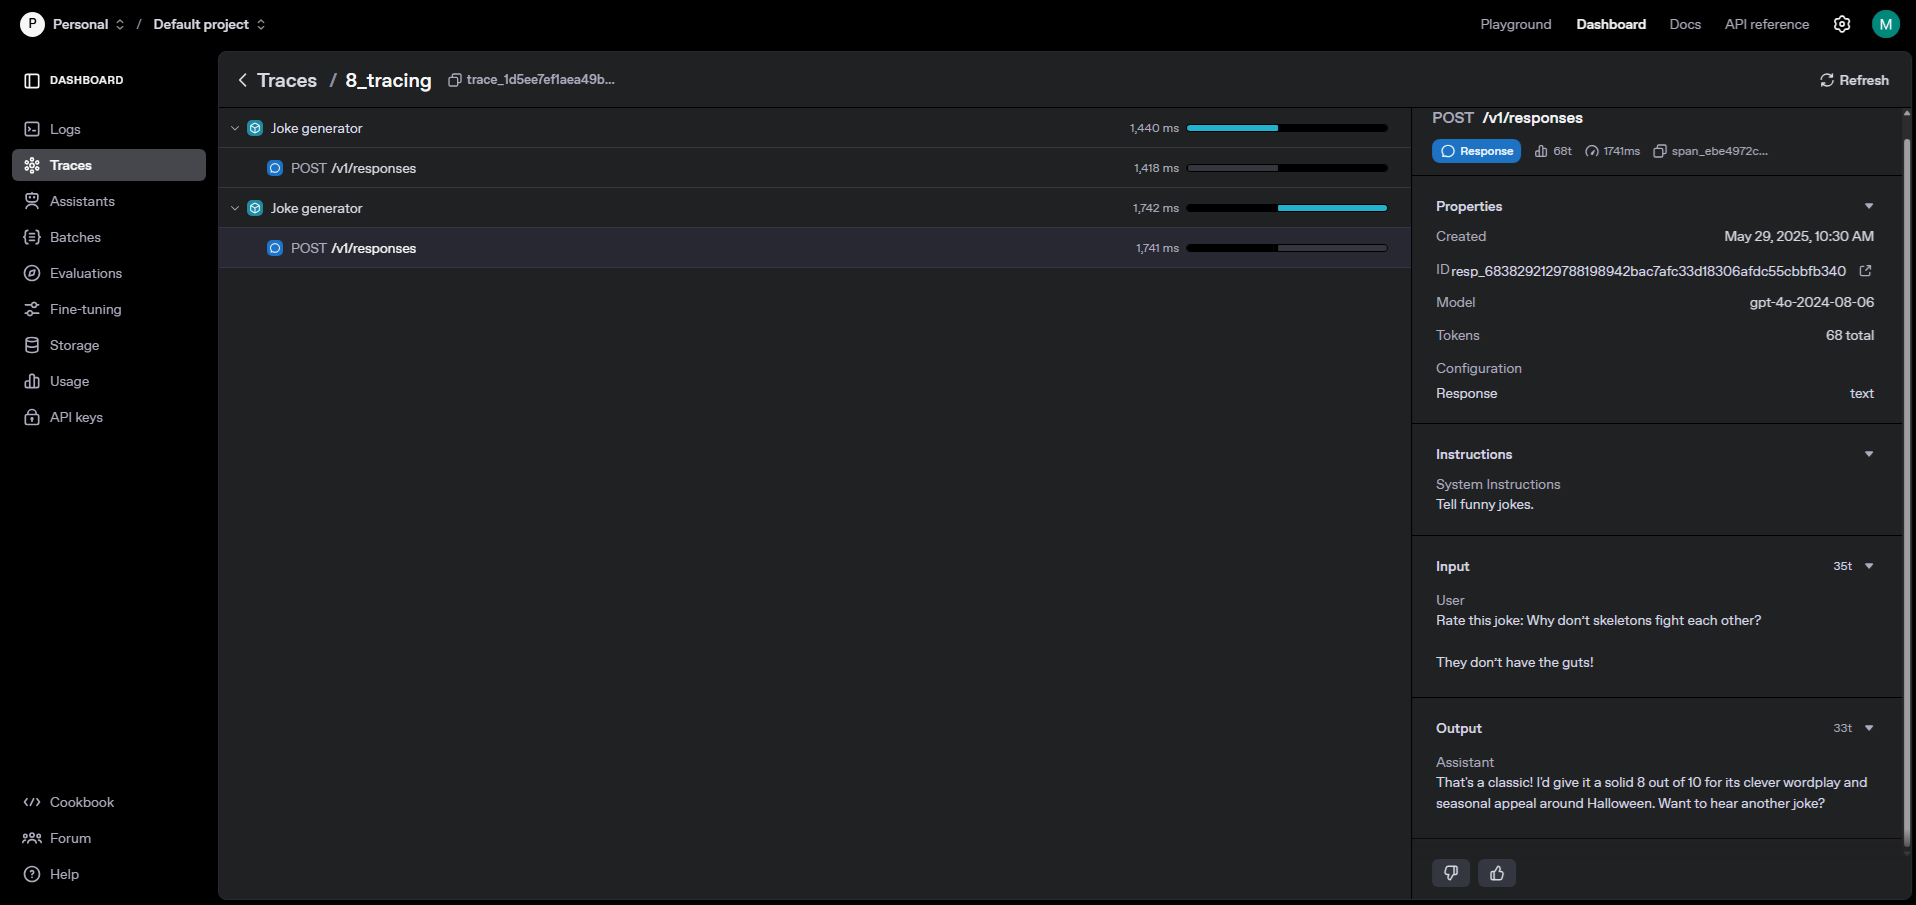 P Personal / Default project
Playground Dashboard Docs API reference M
DASHBOARD
Logs
Traces
Assistants
Batches
Evaluations
Fine-tuning
Storage
Usage
API keys
Cookbook
Forum
Help
Traces / 8_tracing trace_1d5ee7ef1aea49b...
Refresh
Joke generator 1,440 ms
POST /v1/responses 1,418 ms
Joke generator 1,742 ms
POST /v1/responses 1,741 ms
POST /v1/responses
Response 68t 1741ms span_ebe4972c...
Properties
Created May 29, 2025, 10:30 AM
ID resp_6838292129788198942bac7afc33d18306afdc55cbbfb340
Model gpt-4o-2024-08-06
Tokens 68 total
Configuration
Response text
Instructions
System Instructions
Tell funny jokes.
Input 35t
User
Rate this joke: Why don’t skeletons fight each other?
They don’t have the guts!
Output 33t
Assistant
That's a classic! I'd give it a solid 8 out of 10 for its clever wordplay and
seasonal appeal around Halloween. Want to hear another joke?